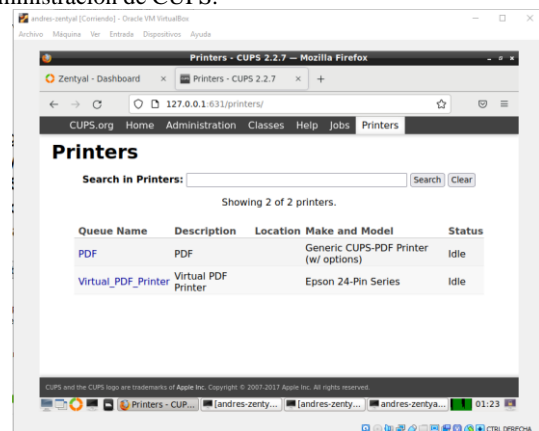 administración de CUPS.
andres-zentyal [Corriendo] - Oracle VM VirtualBox
Archivo Máquina Ver Entrada Dispositivos Ayuda
Printers - CUPS 2.2.7 — Mozilla Firefox
Zentyal - Dashboard × Printers - CUPS 2.2.7 × +
127.0.0.1:631/printers/
CUPS.org Home Administration Classes Help Jobs Printers
Printers
Search in Printers: Search Clear
Showing 2 of 2 printers.
Queue Name Description Location Make and Model Status
PDF PDF Generic CUPS-PDF Printer (w/ options) Idle
Virtual_PDF_Printer Virtual PDF Printer Epson 24-Pin Series Idle
CUPS and the CUPS logo are trademarks of Apple Inc. Copyright © 2007-2017 Apple Inc. All rights reserved.
Printers - CUP... [andres-zenty... [andres-zenty... andres-zentya... 01:23
CTRL DERECHA